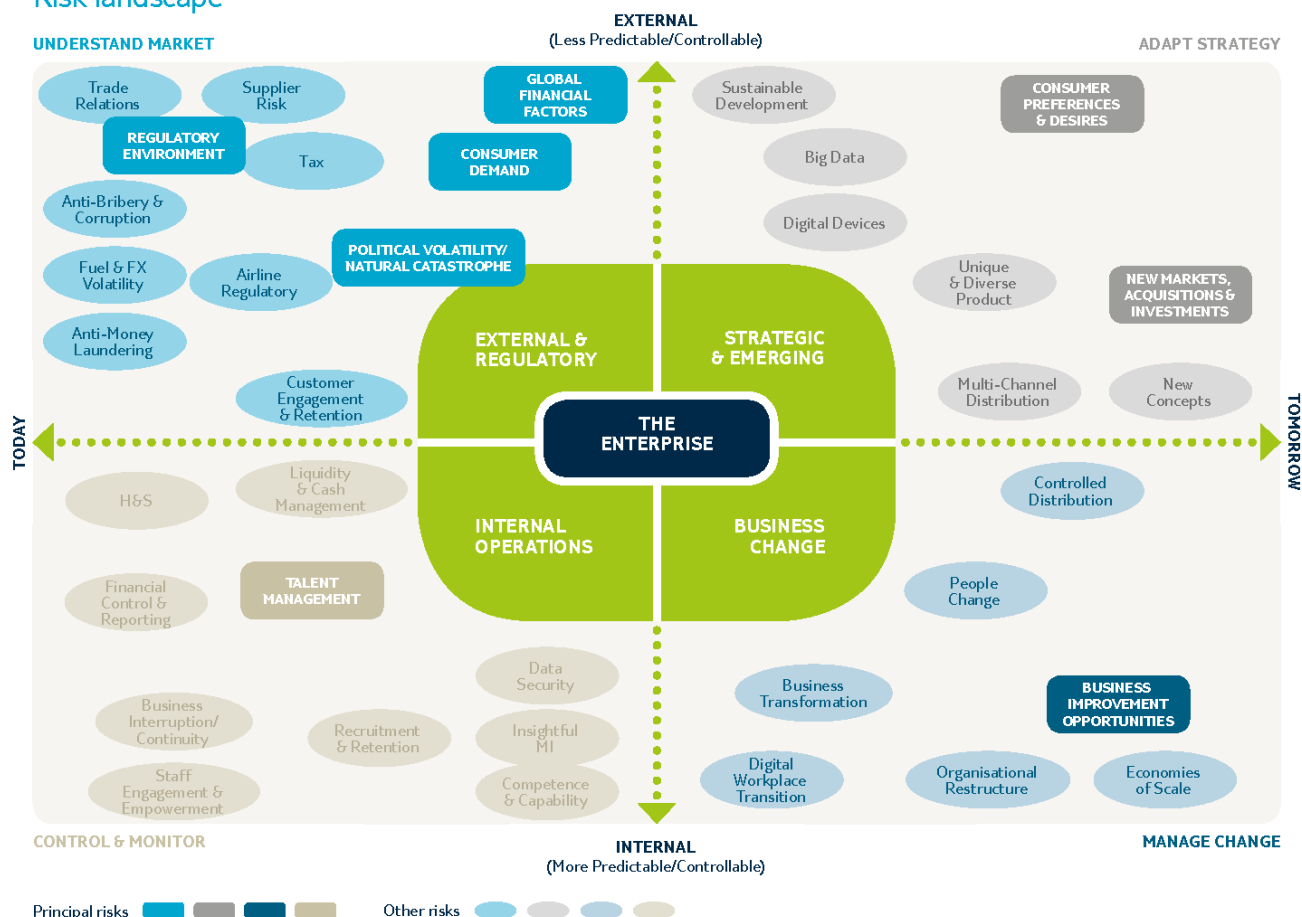 Risk landscape
EXTERNAL
(Less Predictable/Controllable)
UNDERSTAND MARKET
ADAPT STRATEGY
Trade
Relations
Supplier
Risk
GLOBAL
FINANCIAL
FACTORS
Sustainable
Development
CONSUMER
PREFERENCES
& DESIRES
REGULATORY
ENVIRONMENT
Tax
CONSUMER
DEMAND
Big Data
Anti-Bribery &
Corruption
Digital Devices
POLITICAL VOLATILITY/
NATURAL CATASTROPHE
Fuel & FX
Volatility
Airline
Regulatory
Unique
& Diverse
Product
NEW MARKETS,
ACQUISITIONS &
INVESTMENTS
Anti-Money
Laundering
EXTERNAL &
REGULATORY
STRATEGIC
& EMERGING
Customer
Engagement
& Retention
Multi-Channel
Distribution
New
Concepts
TODAY
THE
ENTERPRISE
TOMORROW
H&S
Liquidity
& Cash
Management
Controlled
Distribution
INTERNAL
OPERATIONS
BUSINESS
CHANGE
Financial
Control &
Reporting
TALENT
MANAGEMENT
People
Change
Data
Security
Business
Transformation
BUSINESS
IMPROVEMENT
OPPORTUNITIES
Business
Interruption/
Continuity
Recruitment
& Retention
Insightful
MI
Staff
Engagement &
Empowerment
Competence
& Capability
Digital
Workplace
Transition
Organisational
Restructure
Economies
of Scale
CONTROL & MONITOR
INTERNAL
(More Predictable/Controllable)
MANAGE CHANGE
Principal risks
Other risks